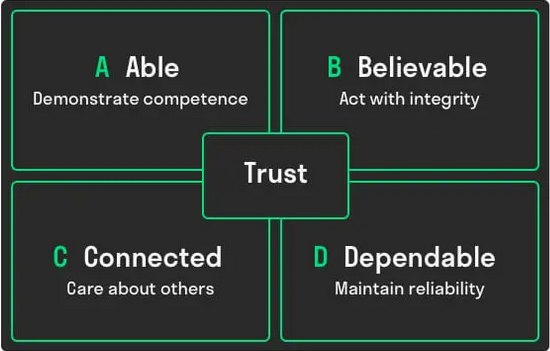 A Able
Demonstrate competence
B Believable
Act with integrity
Trust
C Connected
Care about others
D Dependable
Maintain reliability